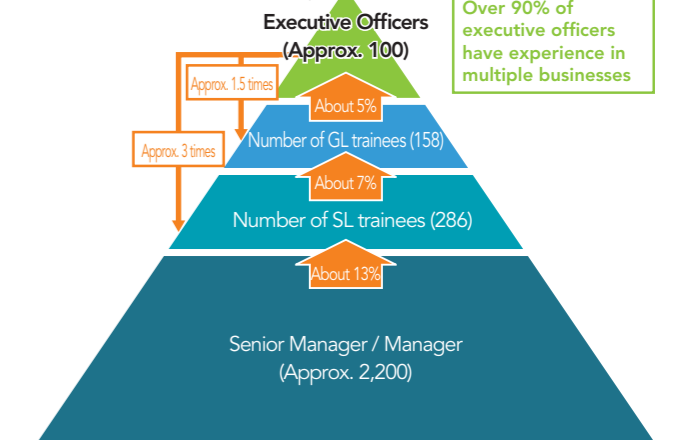 Executive Officers
(Approx. 100)
Over 90% of
executive officers
have experience in
multiple businesses
Approx. 1.5 times
About 5%
Number of GL trainees (158)
Approx. 3 times
About 7%
Number of SL trainees (286)
About 13%
Senior Manager / Manager
(Approx. 2,200)